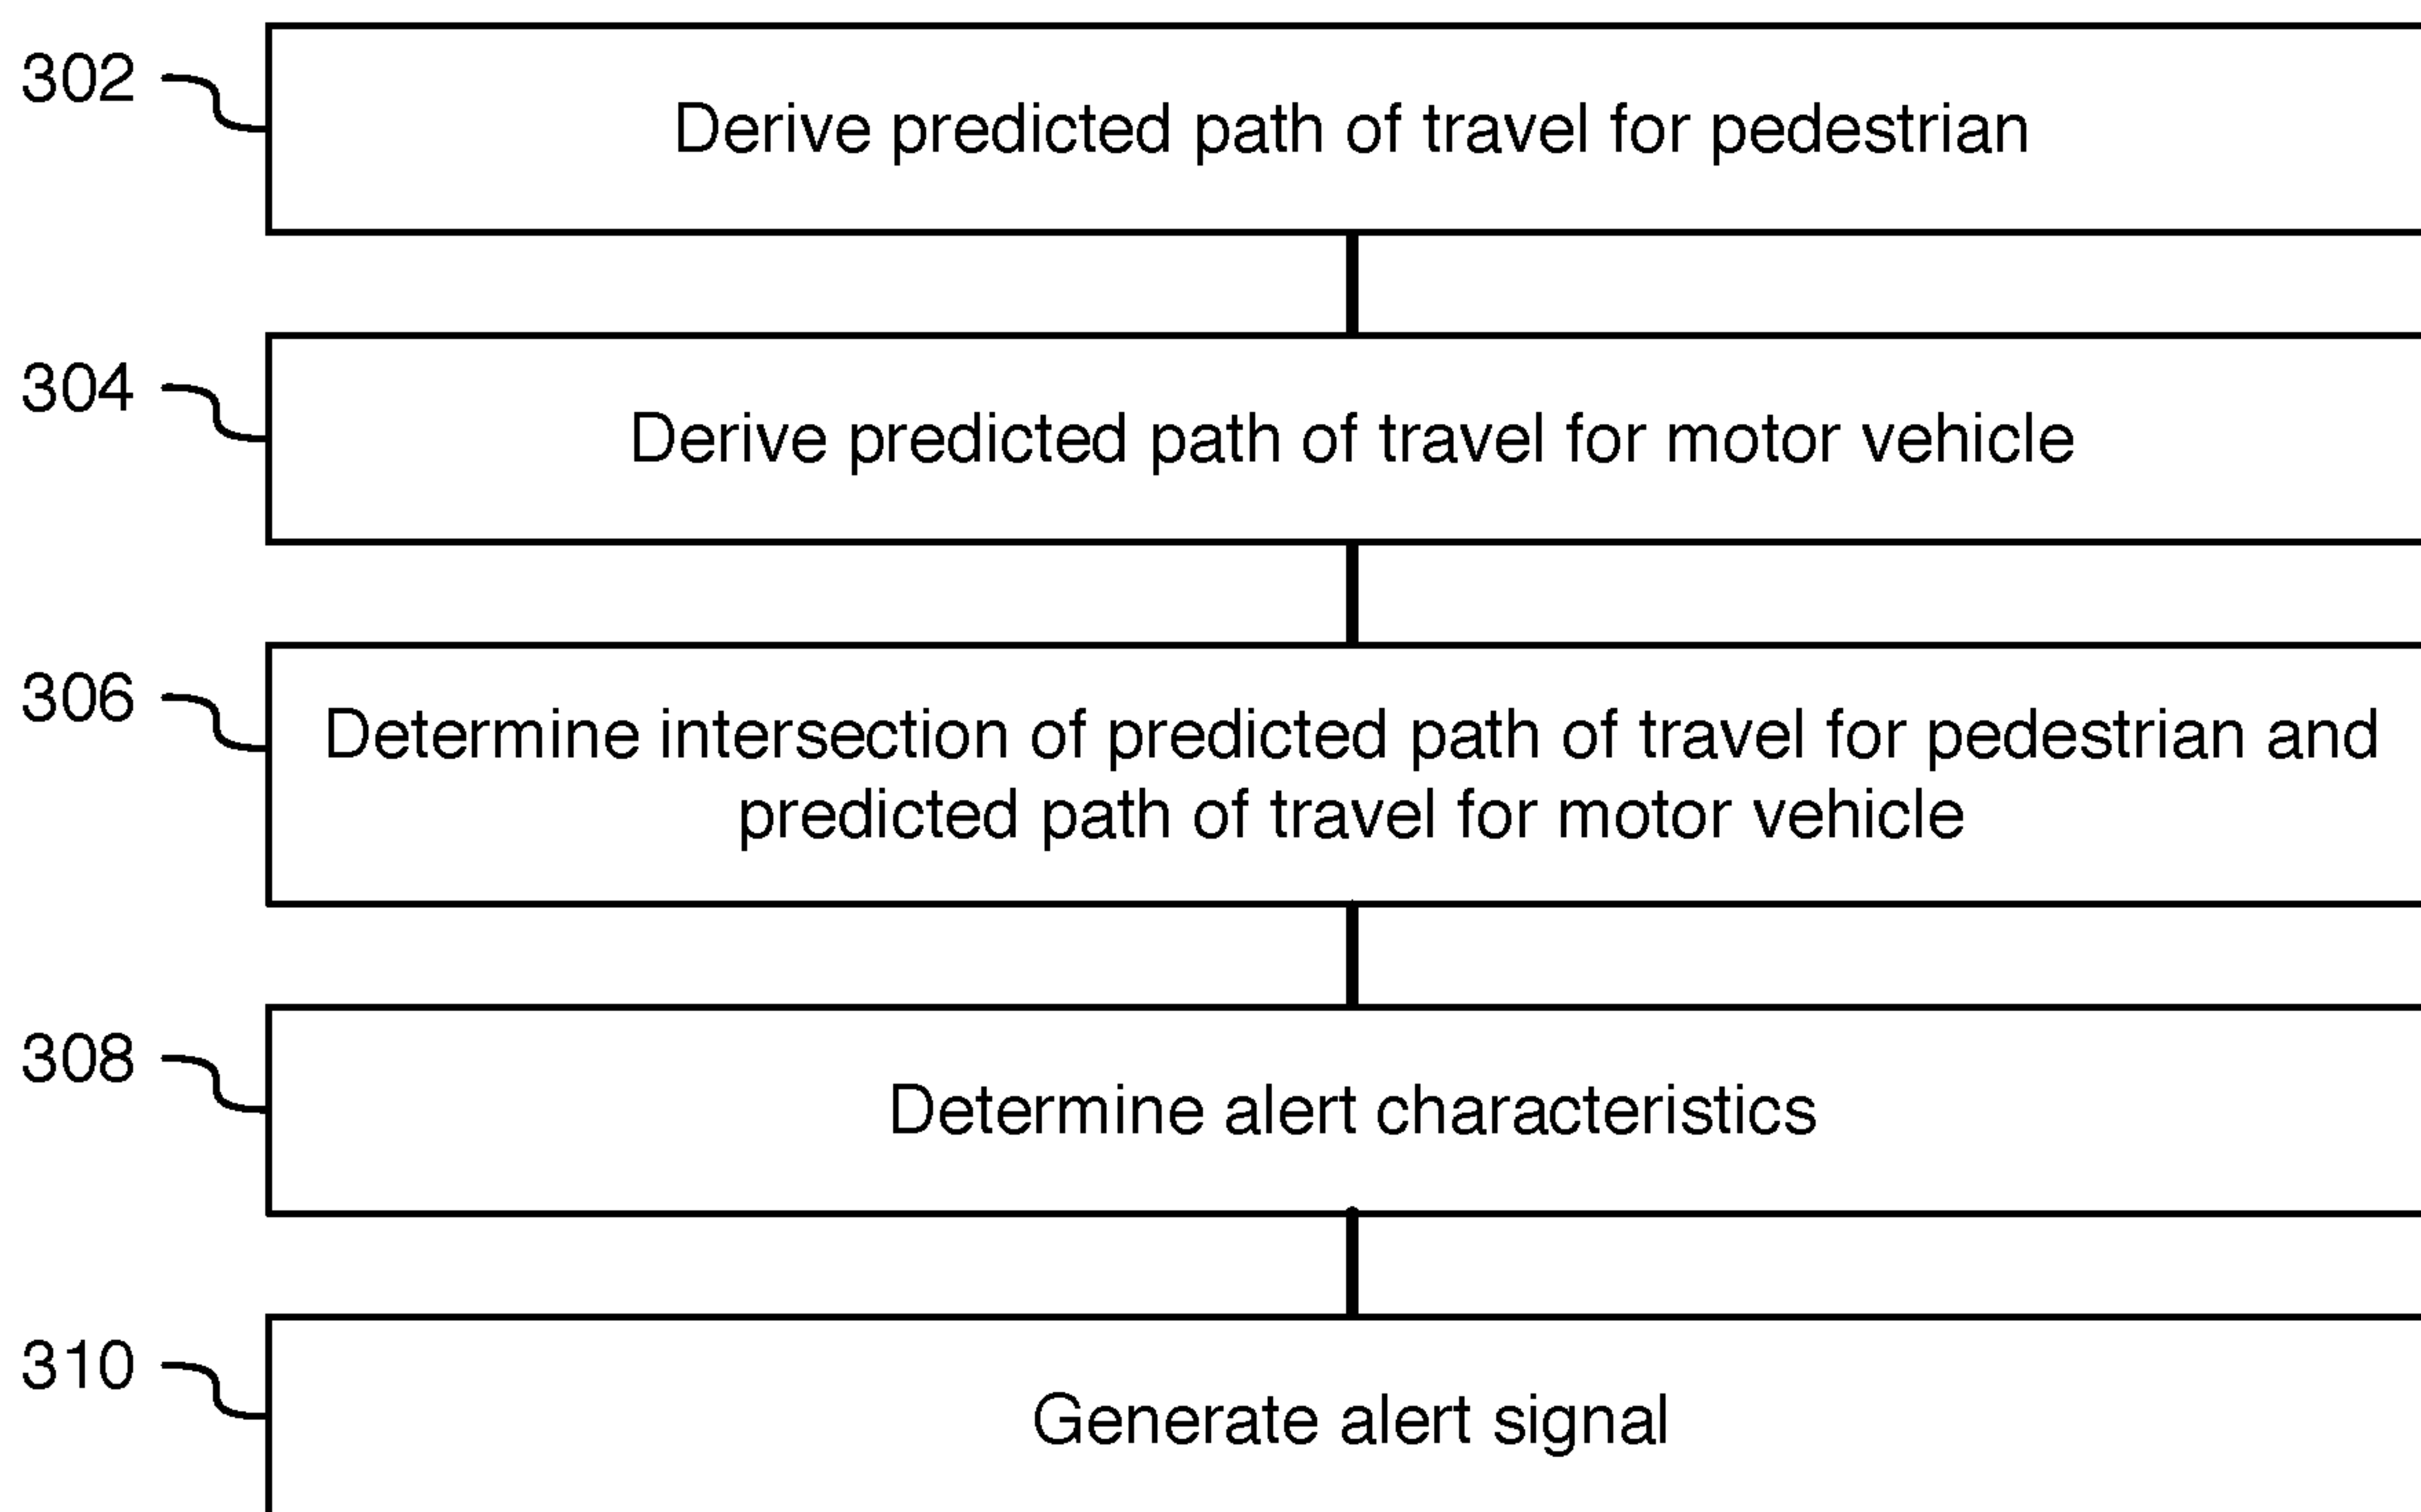 302
Derive predicted path of travel for pedestrian
304
Derive predicted path of travel for motor vehicle
306
Determine intersection of predicted path of travel for pedestrian and
predicted path of travel for motor vehicle
308
Determine alert characteristics
310
Generate alert signal